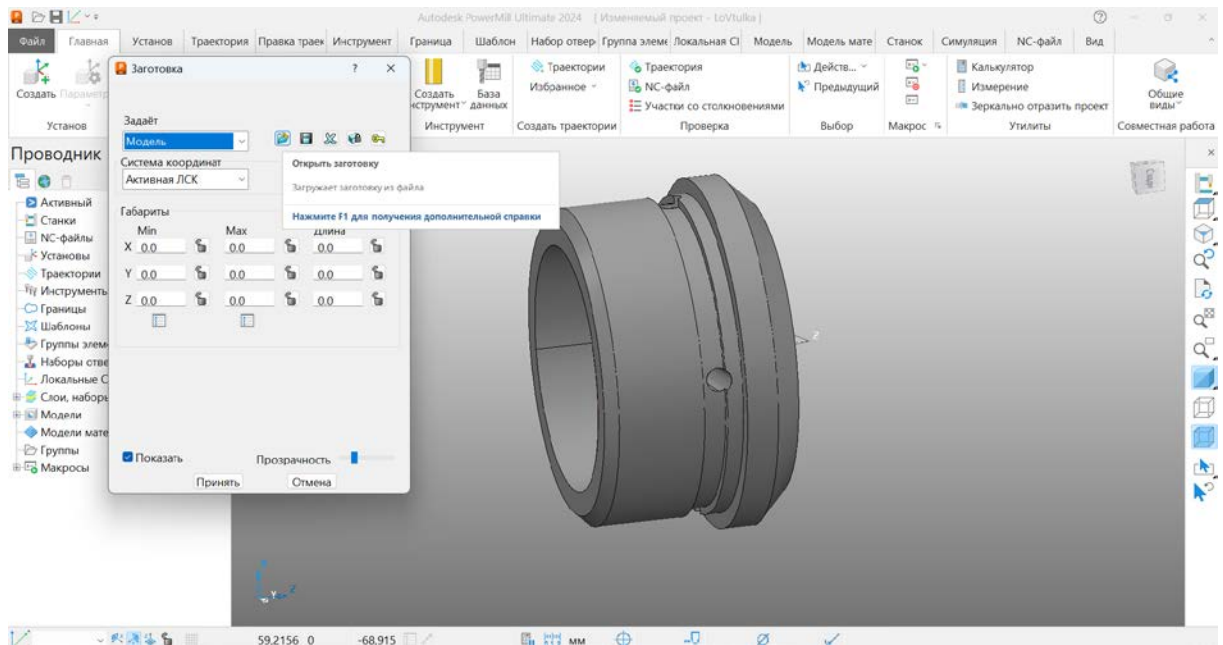 Autodesk PowerMill Ultimate 2024 [ Изменяемый проект - LoVtulka ]
Файл Главная Установ Траектория Правка траек Инструмент Граница Шаблон Набор отвер Группа элеме Локальная СІ Модель Модель мате Станок Симуляция NC-файл Вид
Создать Параметр
Установ
Создать
нструмент
База
данных
Инструмент
Траектории
Избранное
Создать траектории
Траектория
NC-файл
Участки со столкновениями
Проверка
Действ...
Предыдущий
Выбор
Макрос
Калькулятор
Измерение
Зеркально отразить проект
Утилиты
Общие
виды
Совместная работа
Проводник
Активный
Станки
NC-файлы
Установы
Траектории
Инструменть
Границы
Шаблоны
Группы элем
Наборы отве
Локальные С
Слои, наборь
Модели
Модели мате
Группы
Макросы
Заготовка ? ×
Задаёт
Модель
Система координат
Активная ЛСК
Открыть заготовку
Загружает заготовку из файла
Нажмите F1 для получения дополнительной справки
Габариты
Min Max Длина
X 0.0 0.0 0.0
Y 0.0 0.0 0.0
Z 0.0 0.0 0.0
Показать Прозрачность
Принять Отмена
Z
Z
59.2156 0 -68.915 мм